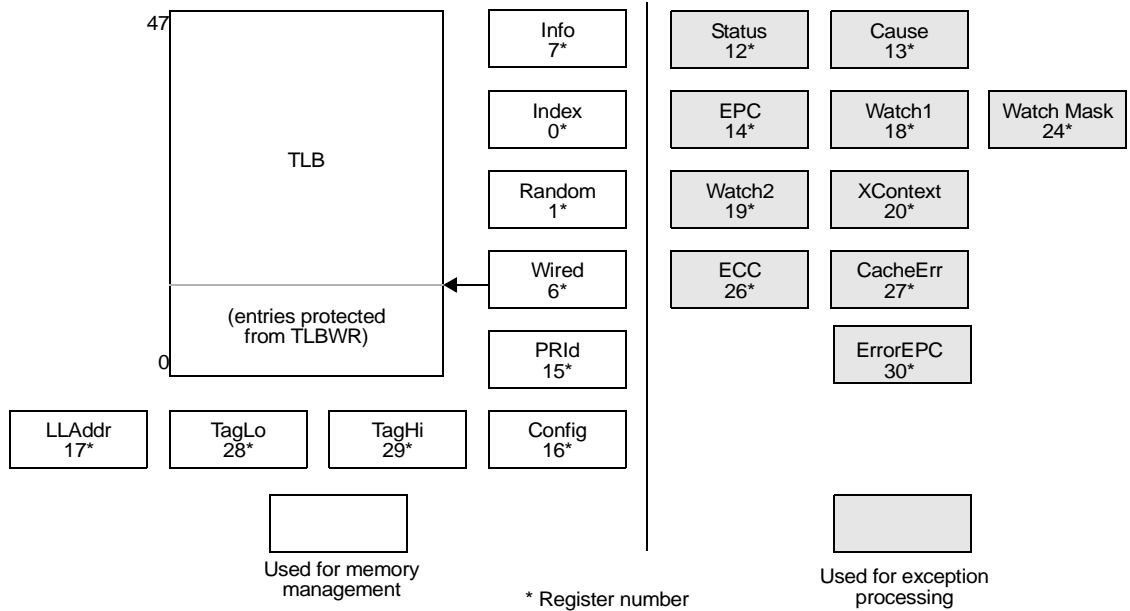 47
TLB
(entries protected
from TLBWR)
0
Info
7*
Index
0*
Random
1*
Wired
6*
PRId
15*
LLAddr
17*
TagLo
28*
TagHi
29*
Config
16*
Used for memory
management
* Register number
Status
12*
Cause
13*
EPC
14*
Watch1
18*
Watch Mask
24*
Watch2
19*
XContext
20*
ECC
26*
CacheErr
27*
ErrorEPC
30*
Used for exception
processing